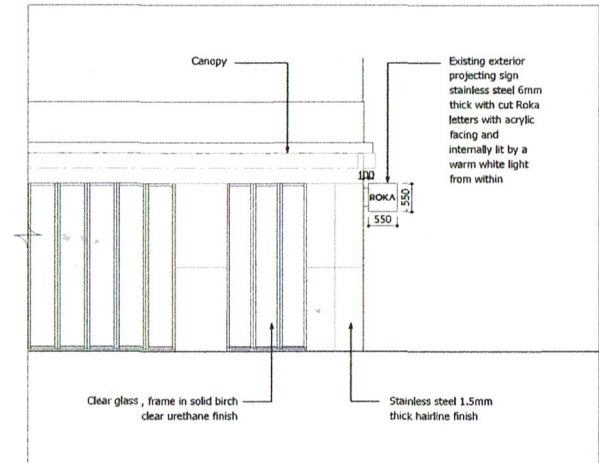 Canopy
Existing exterior
projecting sign
stainless steel 6mm
thick with cut Roka
letters with acrylic
facing and
internally lit by a
warm white light
from within
100
ROKA
550
550
Clear glass , frame in solid birch
clear urethane finish
Stainless steel 1.5mm
thick hairline finish